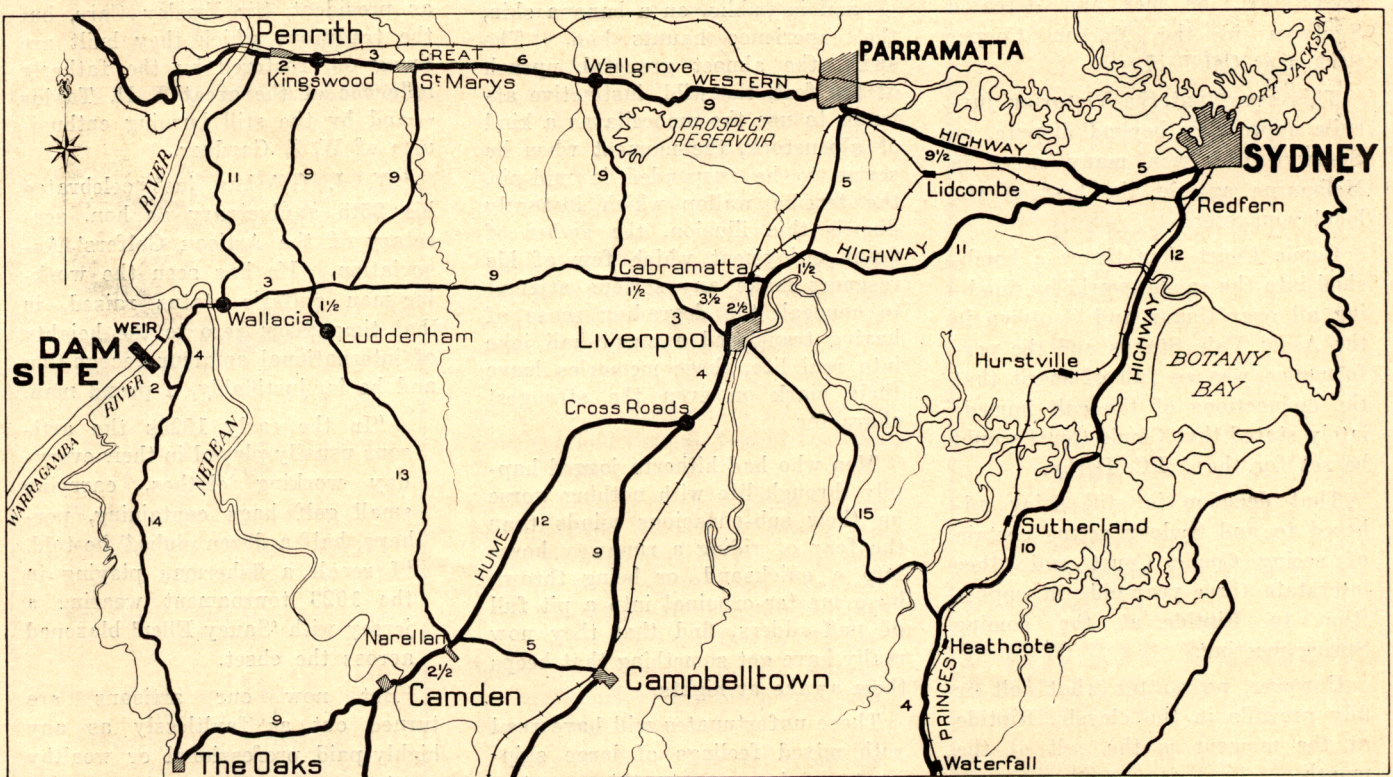 Penrith
2
Kingswood
3
GREAT
St Marys
6
Wallgrove
WESTERN
9
PARRAMATTA
PORT JACKSON
PROSPECT
RESERVOIR
HIGHWAY
9½
Lidcombe
5
SYDNEY
Redfern
RIVER
11
9
9
9
5
HIGHWAY
11
12
HIGHWAY
Cabramatta
1½
1
9
1½
3½
2½
3
3
1½
Wallacia
Luddenham
Liverpool
WEIR
DAM
SITE
4
2
RIVER
WARRAGAMBA
NEPEAN
Hurstville
BOTANY
BAY
4
Cross Roads
14
13
12
HUME
9
15
Sutherland
10
Narellan
2½
5
Camden
Campbelltown
9
The Oaks
Heathcote
PRINCES
4
Waterfall